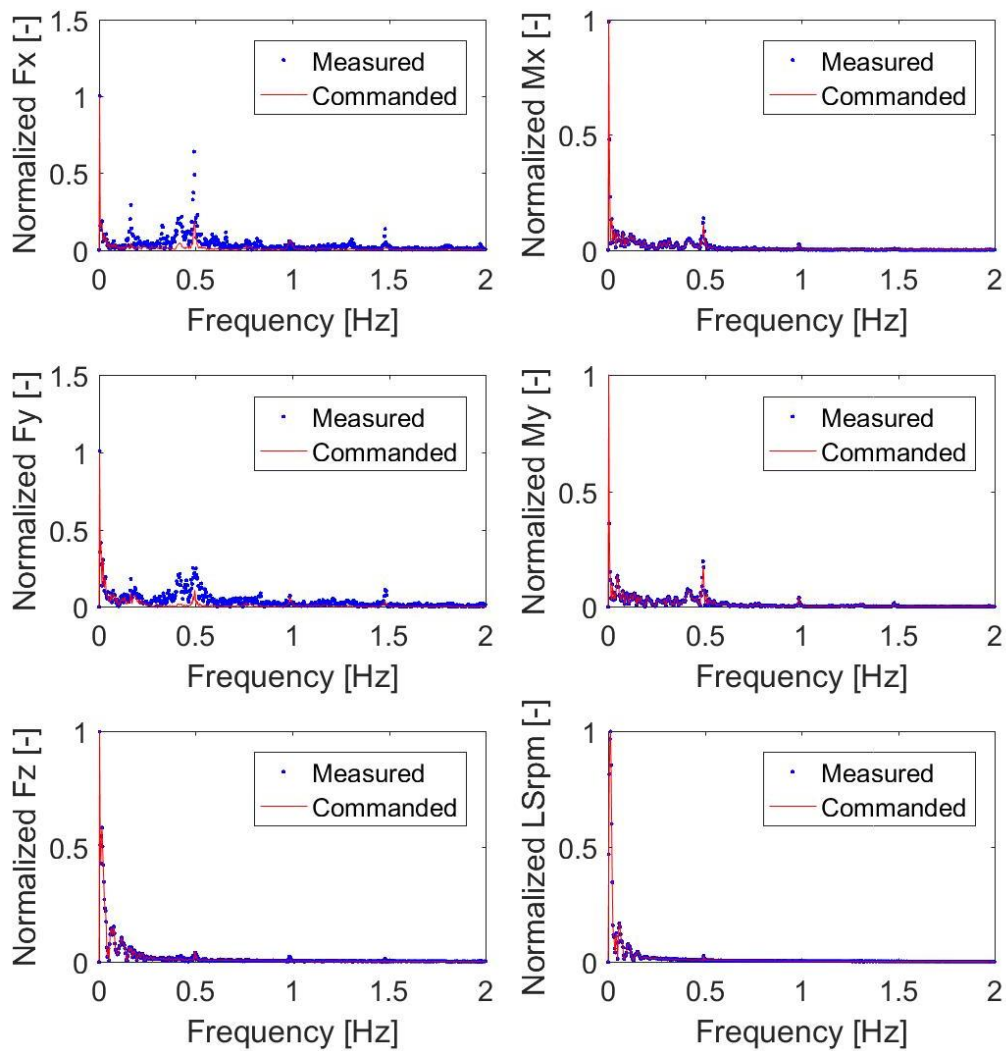 Normalized Fx [-]
1.5
1
0.5
0
Measured
Commanded
0 0.5 1 1.5 2
Frequency [Hz]
Normalized Mx [-]
1
0.5
0
Measured
Commanded
0 0.5 1 1.5 2
Frequency [Hz]
Normalized Fy [-]
1.5
1
0.5
0
Measured
Commanded
0 0.5 1 1.5 2
Frequency [Hz]
Normalized My [-]
1
0.5
0
Measured
Commanded
0 0.5 1 1.5 2
Frequency [Hz]
Normalized Fz [-]
1
0.5
0
Measured
Commanded
0 0.5 1 1.5 2
Frequency [Hz]
Normalized LSrpm [-]
1
0.5
0
Measured
Commanded
0 0.5 1 1.5 2
Frequency [Hz]